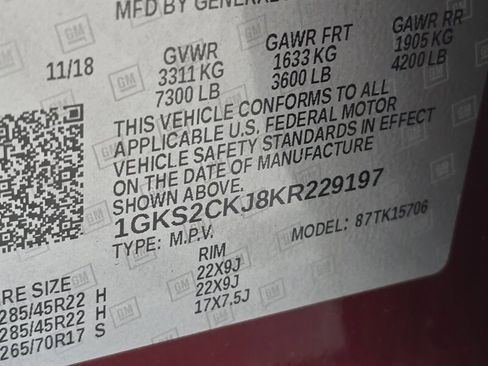 MFD BY GENERAL
11/18
GVWR
3311 KG
7300 LB
GAWR FRT
1633 KG
3600 LB
GAWR RR
1905 KG
4200 LB
THIS VEHICLE CONFORMS TO ALL
APPLICABLE U.S. FEDERAL MOTOR
VEHICLE SAFETY STANDARDS IN EFFECT
ON THE DATE OF MANUFACTURE
SHOWN ABOVE.
1GKS2CKJ8KR229197
TYPE: M.P.V. MODEL: 87TK15706
RE SIZE RIM
285/45R22 H 22X9J
285/45R22 H 22X9J
265/70R17 S 17X7.5J